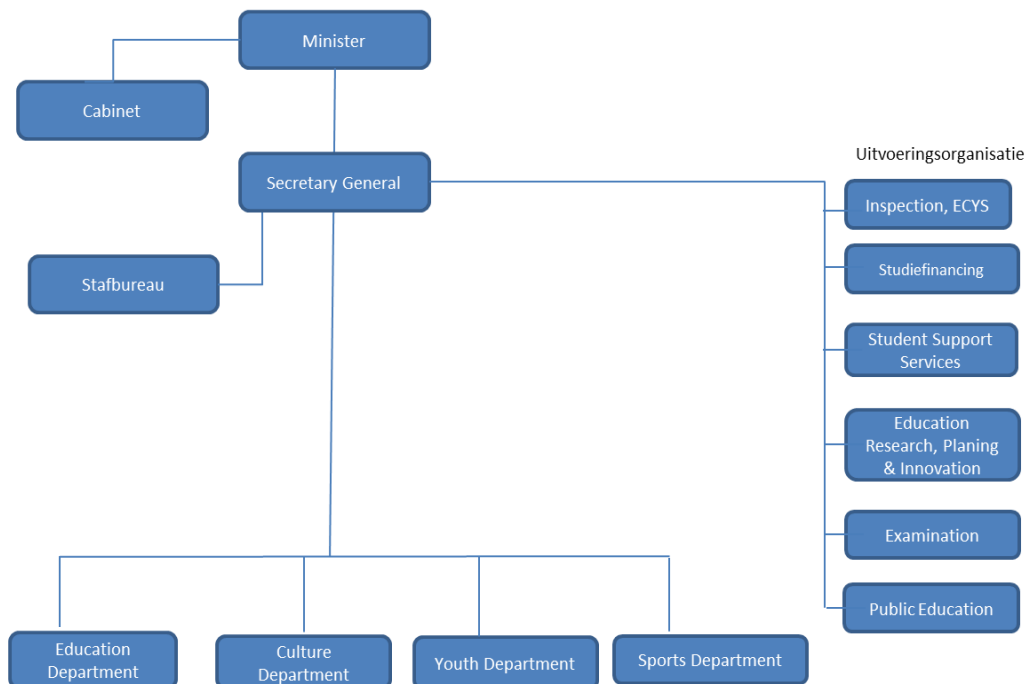 Minister
Cabinet
Uitvoeringsorganisatie
Secretary General
Inspection, ECYS
Stafbureau
Studiefinancing
Student Support
Services
Education
Research, Planing
& Innovation
Examination
Public Education
Education
Department
Culture
Department
Youth Department
Sports Department